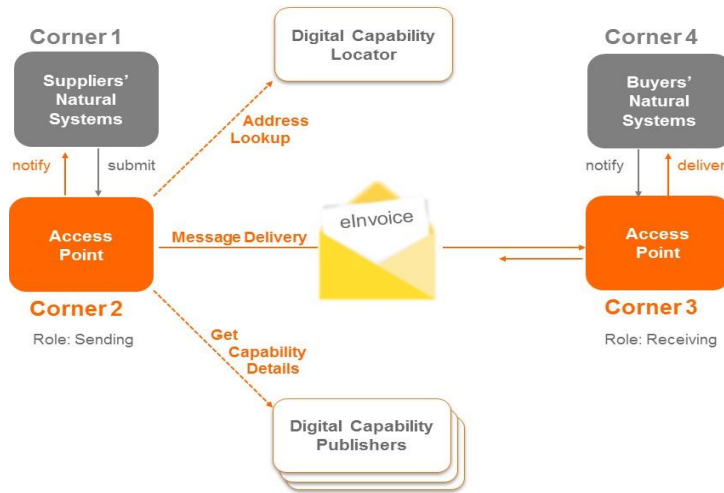 Corner 1
Digital Capability
Locator
Corner 4
Suppliers'
Natural
Systems
Buyers'
Natural
Systems
Address
Lookup
notify
submit
notify
deliver
eInvoice
Access
Point
Message Delivery
Access
Point
Corner 2
Corner 3
Role: Sending
Get
Capability
Details
Role: Receiving
Digital Capability
Publishers